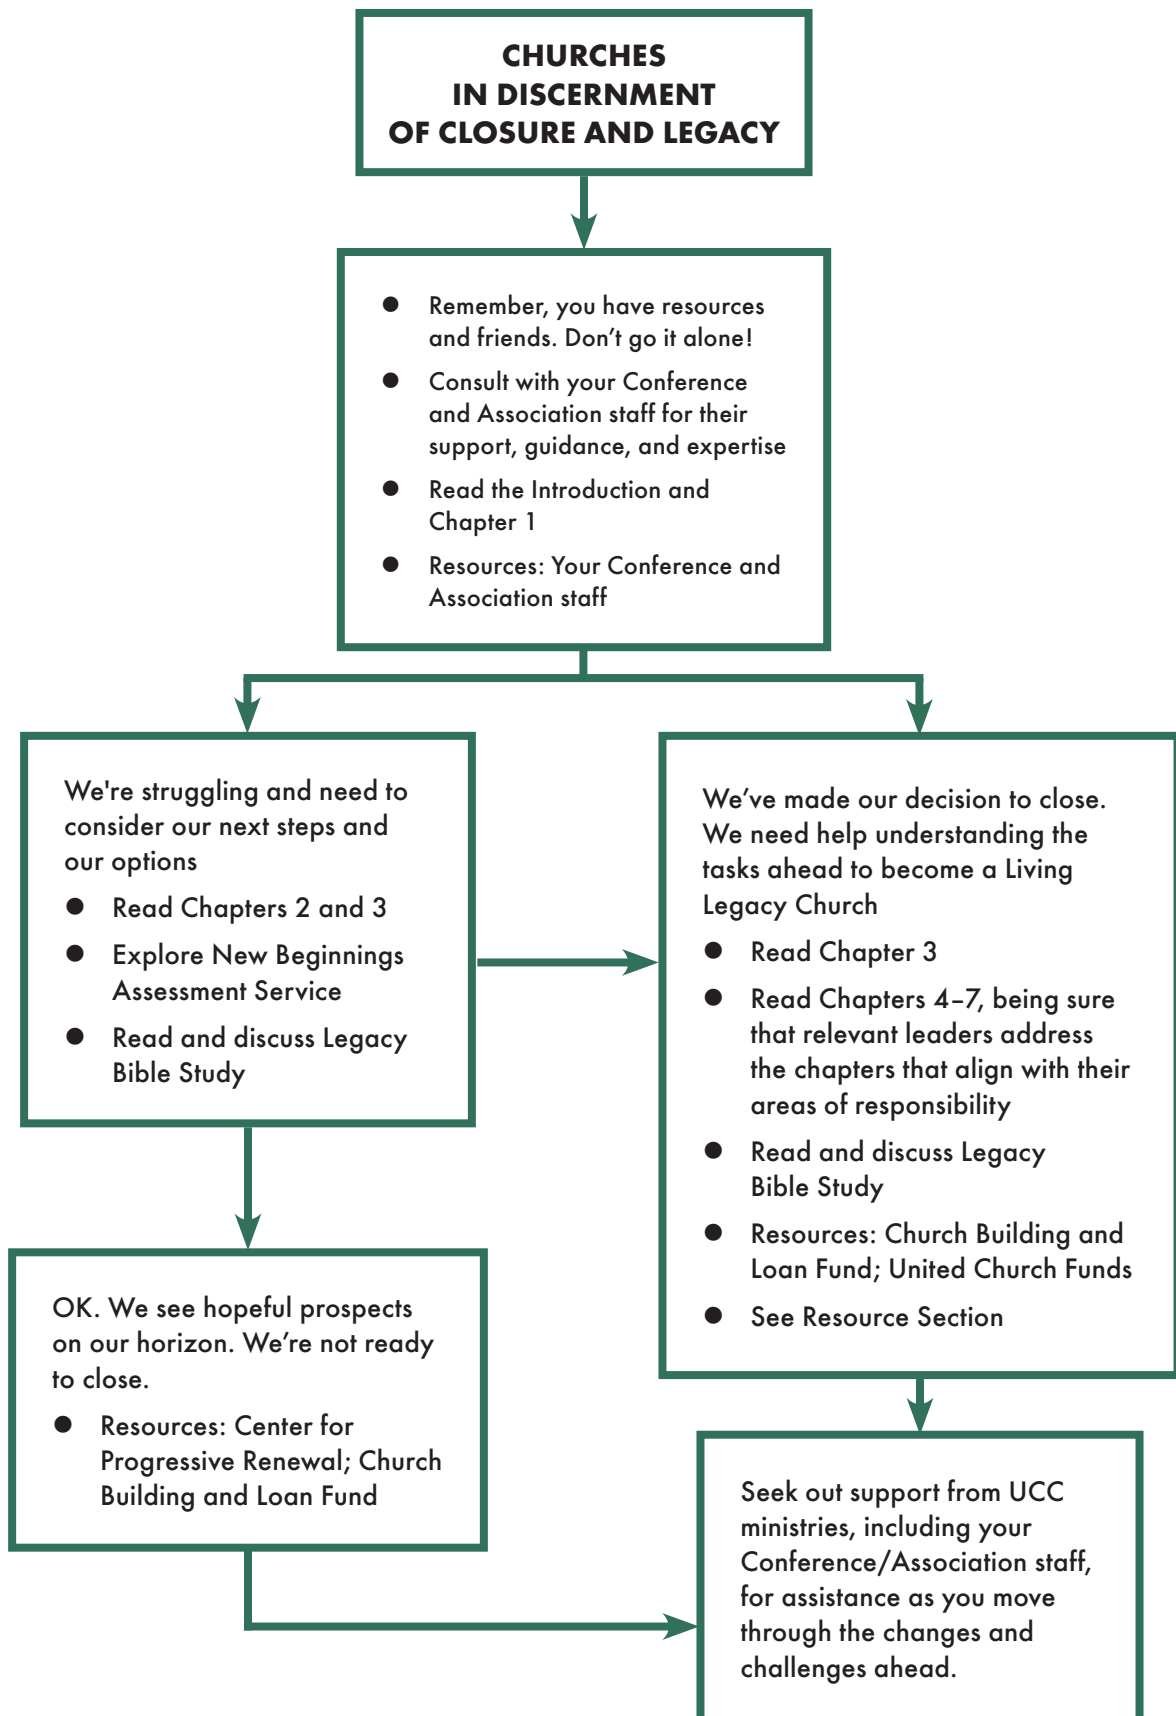 CHURCHES
IN DISCERNMENT
OF CLOSURE AND LEGACY
● Remember, you have resources
and friends. Don’t go it alone!
● Consult with your Conference
and Association staff for their
support, guidance, and expertise
● Read the Introduction and
Chapter 1
● Resources: Your Conference and
Association staff
We're struggling and need to
consider our next steps and
our options
● Read Chapters 2 and 3
● Explore New Beginnings
Assessment Service
● Read and discuss Legacy
Bible Study
We’ve made our decision to close.
We need help understanding the
tasks ahead to become a Living
Legacy Church
● Read Chapter 3
● Read Chapters 4–7, being sure
that relevant leaders address
the chapters that align with their
areas of responsibility
● Read and discuss Legacy
Bible Study
● Resources: Church Building and
Loan Fund; United Church Funds
● See Resource Section
OK. We see hopeful prospects
on our horizon. We’re not ready
to close.
● Resources: Center for
Progressive Renewal; Church
Building and Loan Fund
Seek out support from UCC
ministries, including your
Conference/Association staff,
for assistance as you move
through the changes and
challenges ahead.